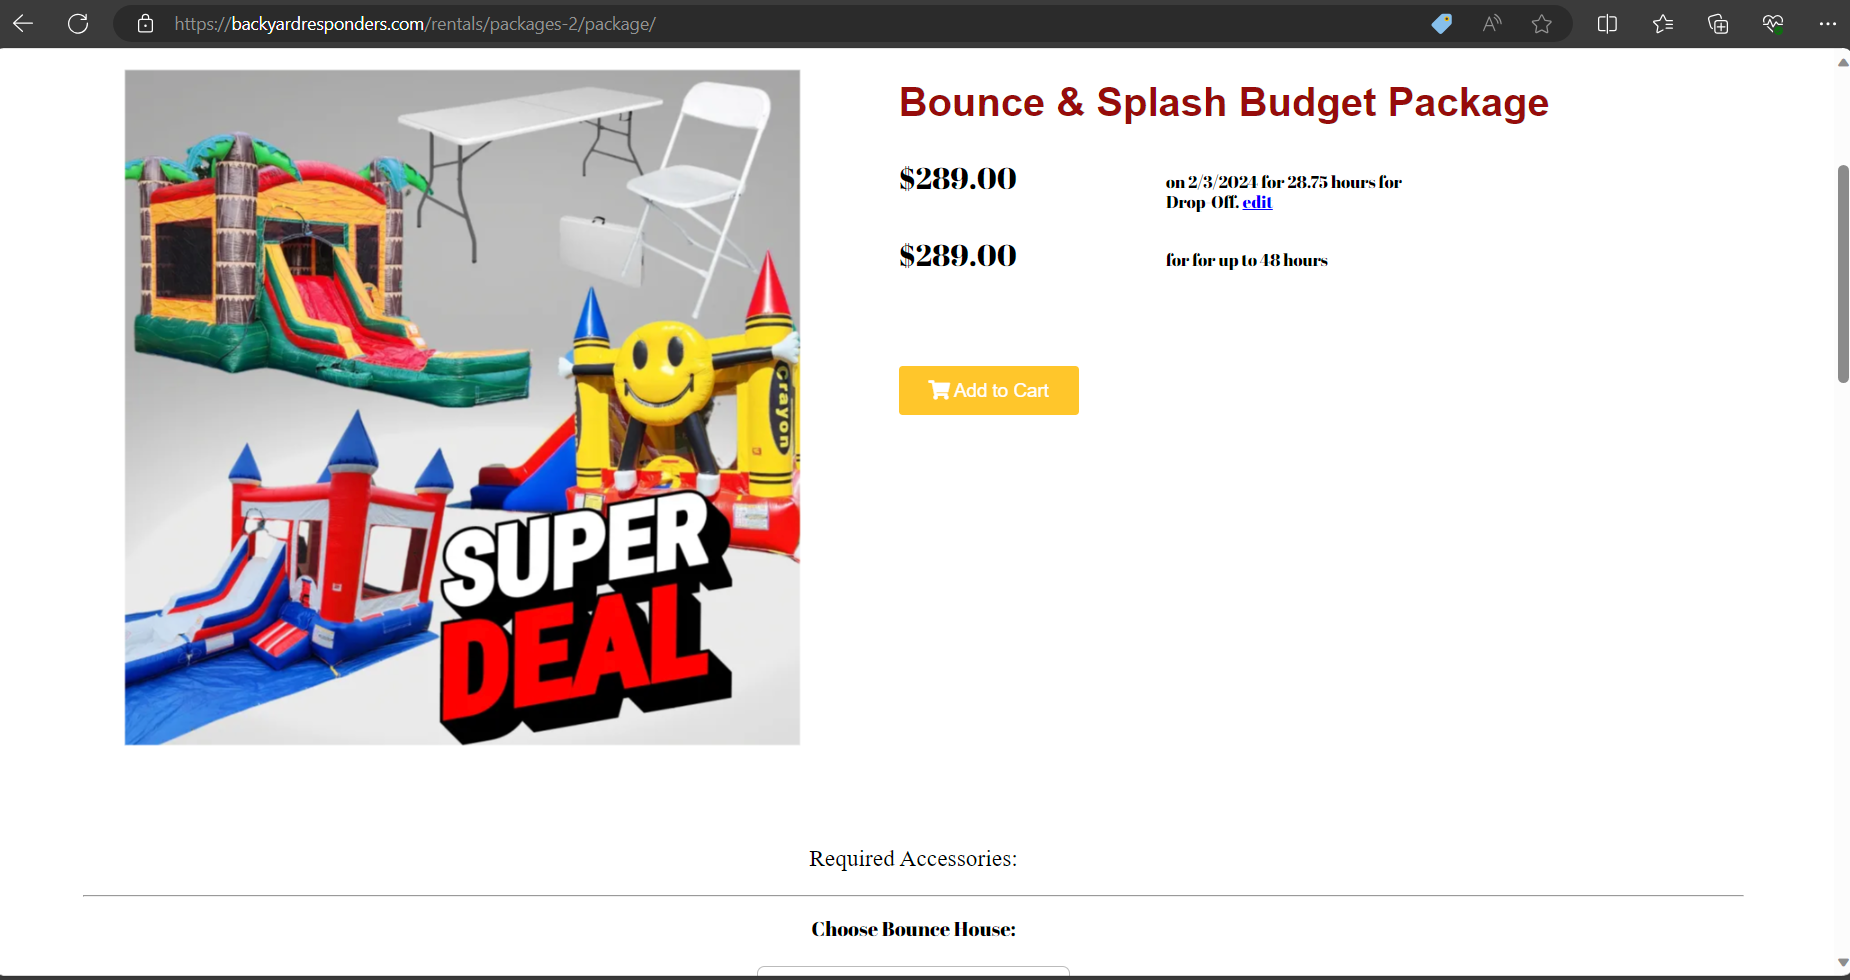 https://backyardresponders.com/rentals/packages-2/package/
Bounce & Splash Budget Package
$289.00
on 2/3/2024 for 28.75 hours for
Drop Off. edit
$289.00
for for up to 48 hours
Add to Cart
Crayon
SUPER
DEAL
Required Accessories:
Choose Bounce House: